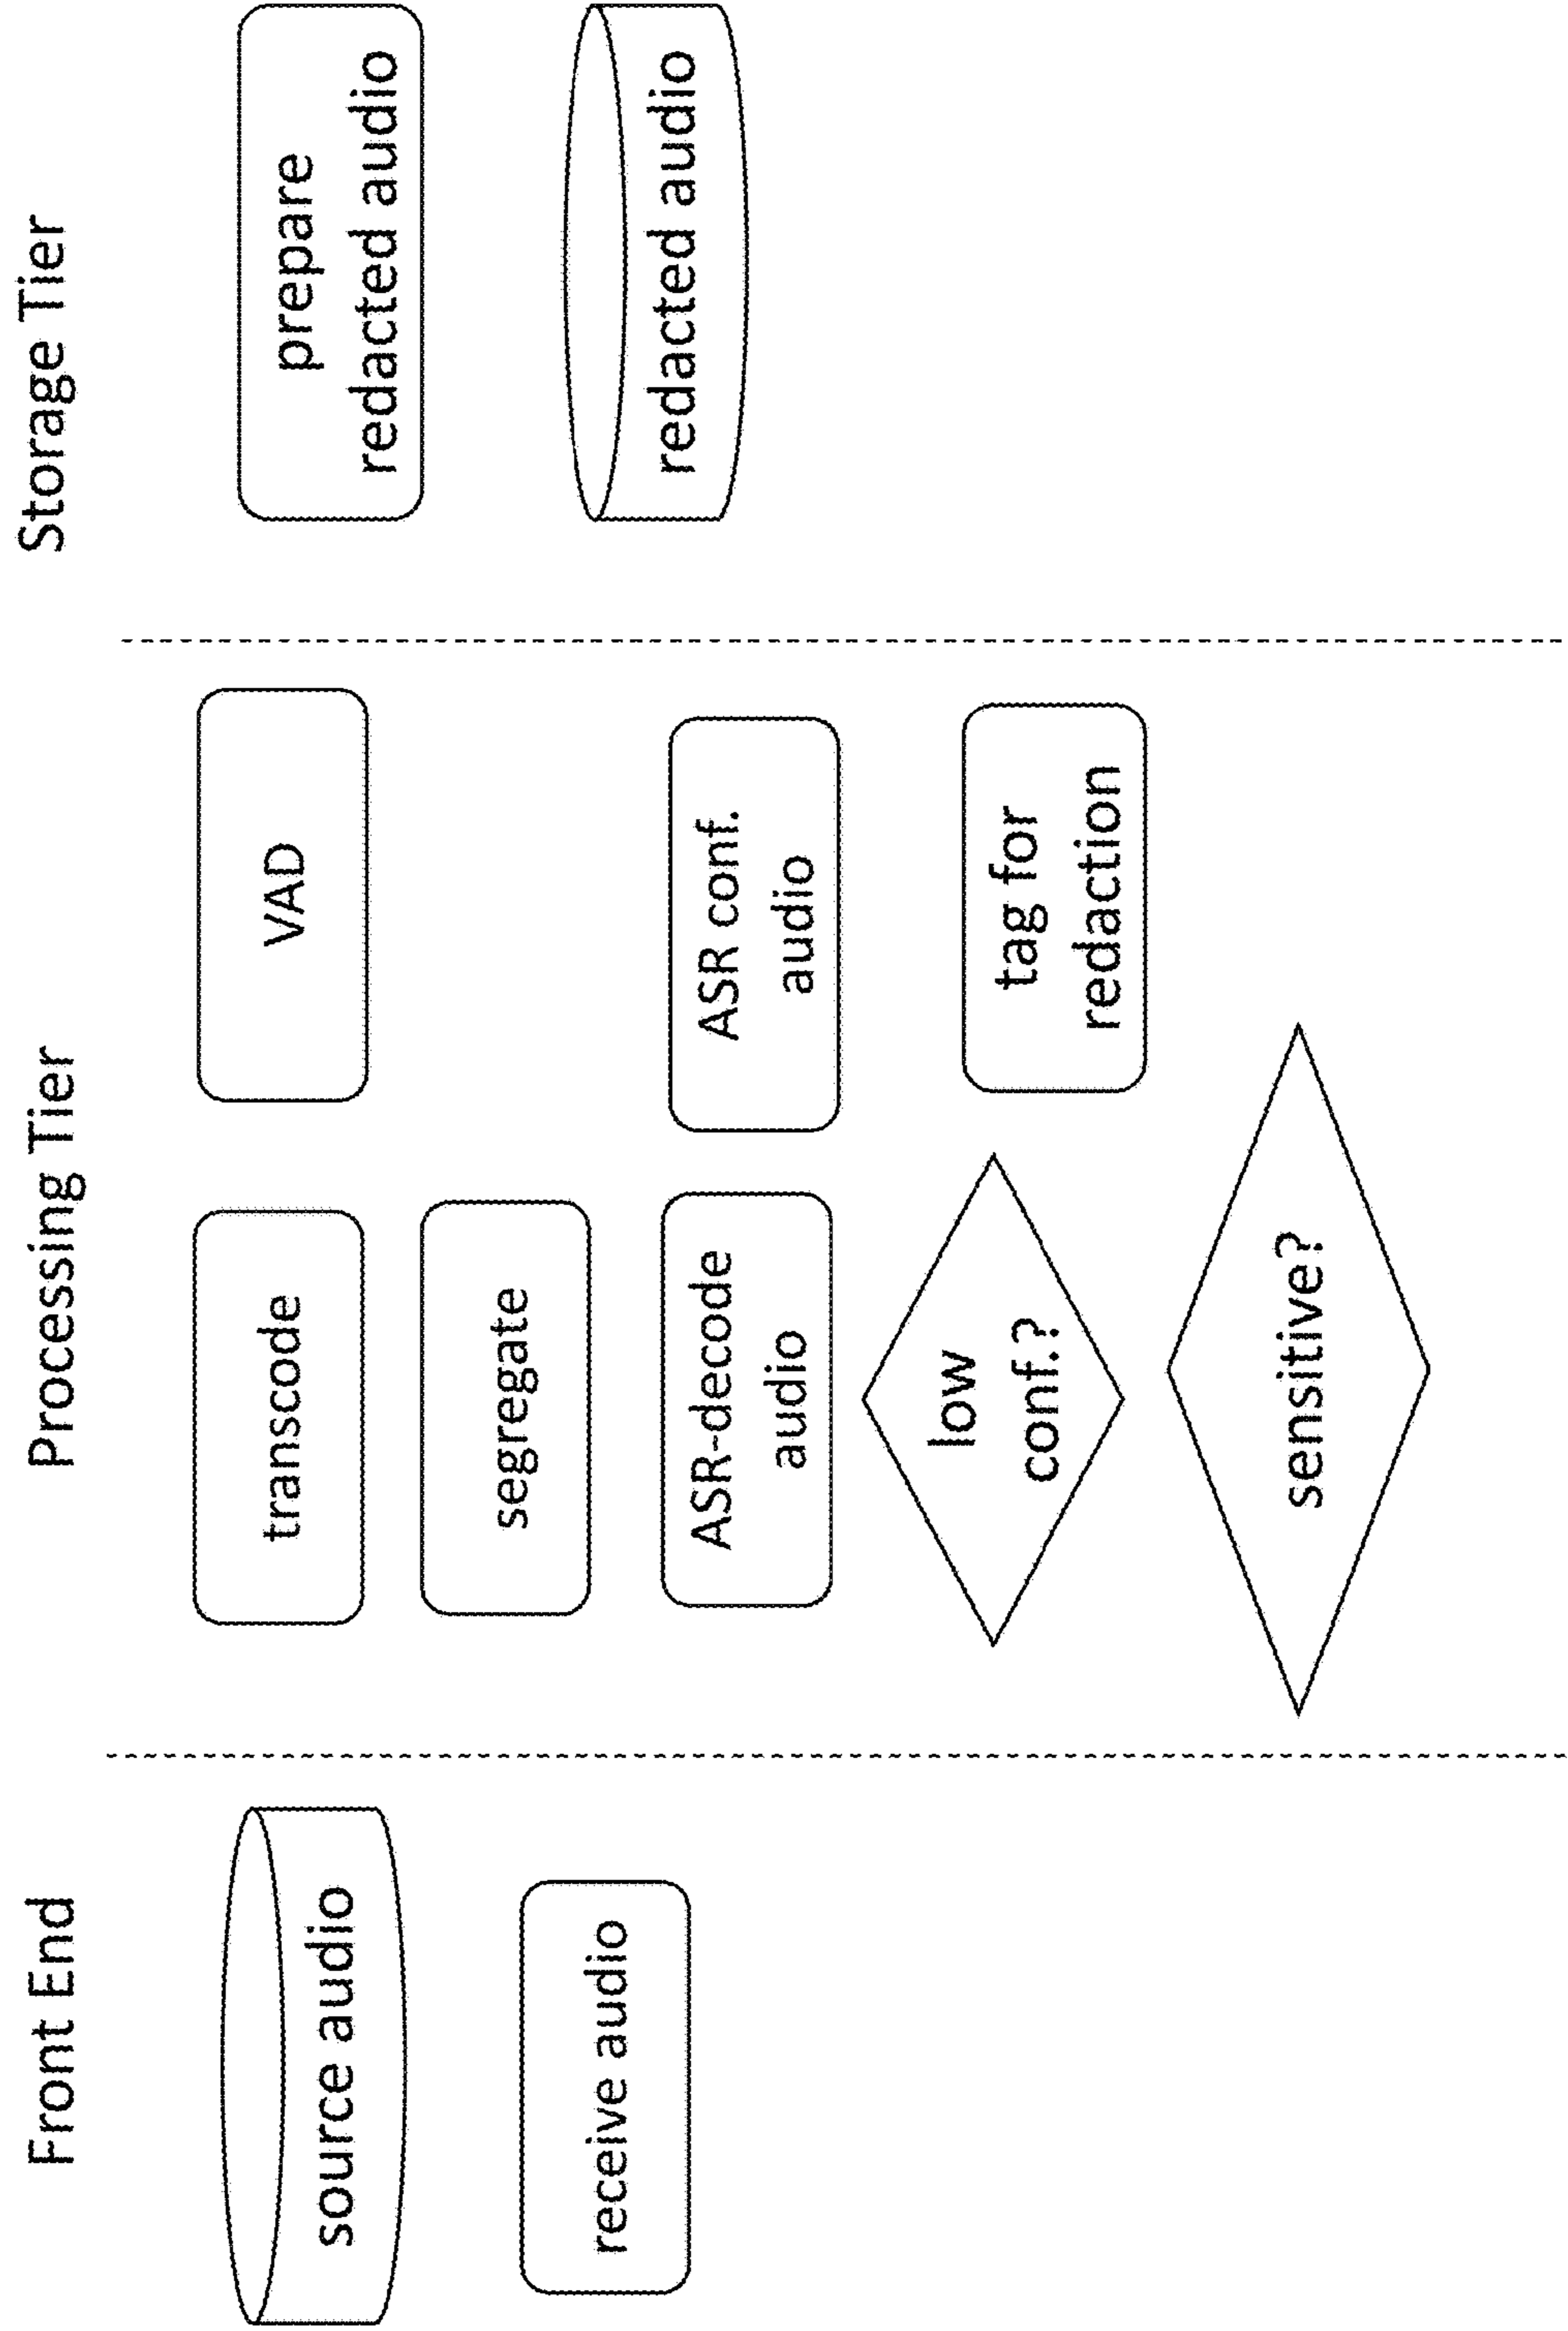 Front End
source audio
receive audio
Processing Tier
transcode
VAD
segregate
ASR-decode
audio
ASR conf.
audio
low
conf.?
tag for
redaction
sensitive?
Storage Tier
prepare
redacted audio
redacted audio